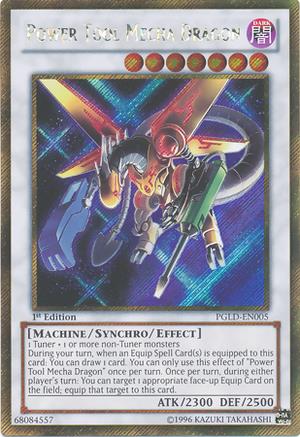 POWER TOOL MECHA DRAGON
DARK
闇
1st Edition
PGLD-EN005
[MACHINE/SYNCHRO/EFFECT]
1 Tuner + 1 or more non-Tuner monsters
During your turn, when an Equip Spell Card(s) is equipped to this
card: You can draw 1 card. You can only use this effect of "Power
Tool Mecha Dragon" once per turn. Once per turn, during either
player's turn: You can target 1 appropriate face-up Equip Card on
the field; equip that target to this card.
ATK/2300 DEF/2500
68084557
©1996 KAZUKI TAKAHASHI